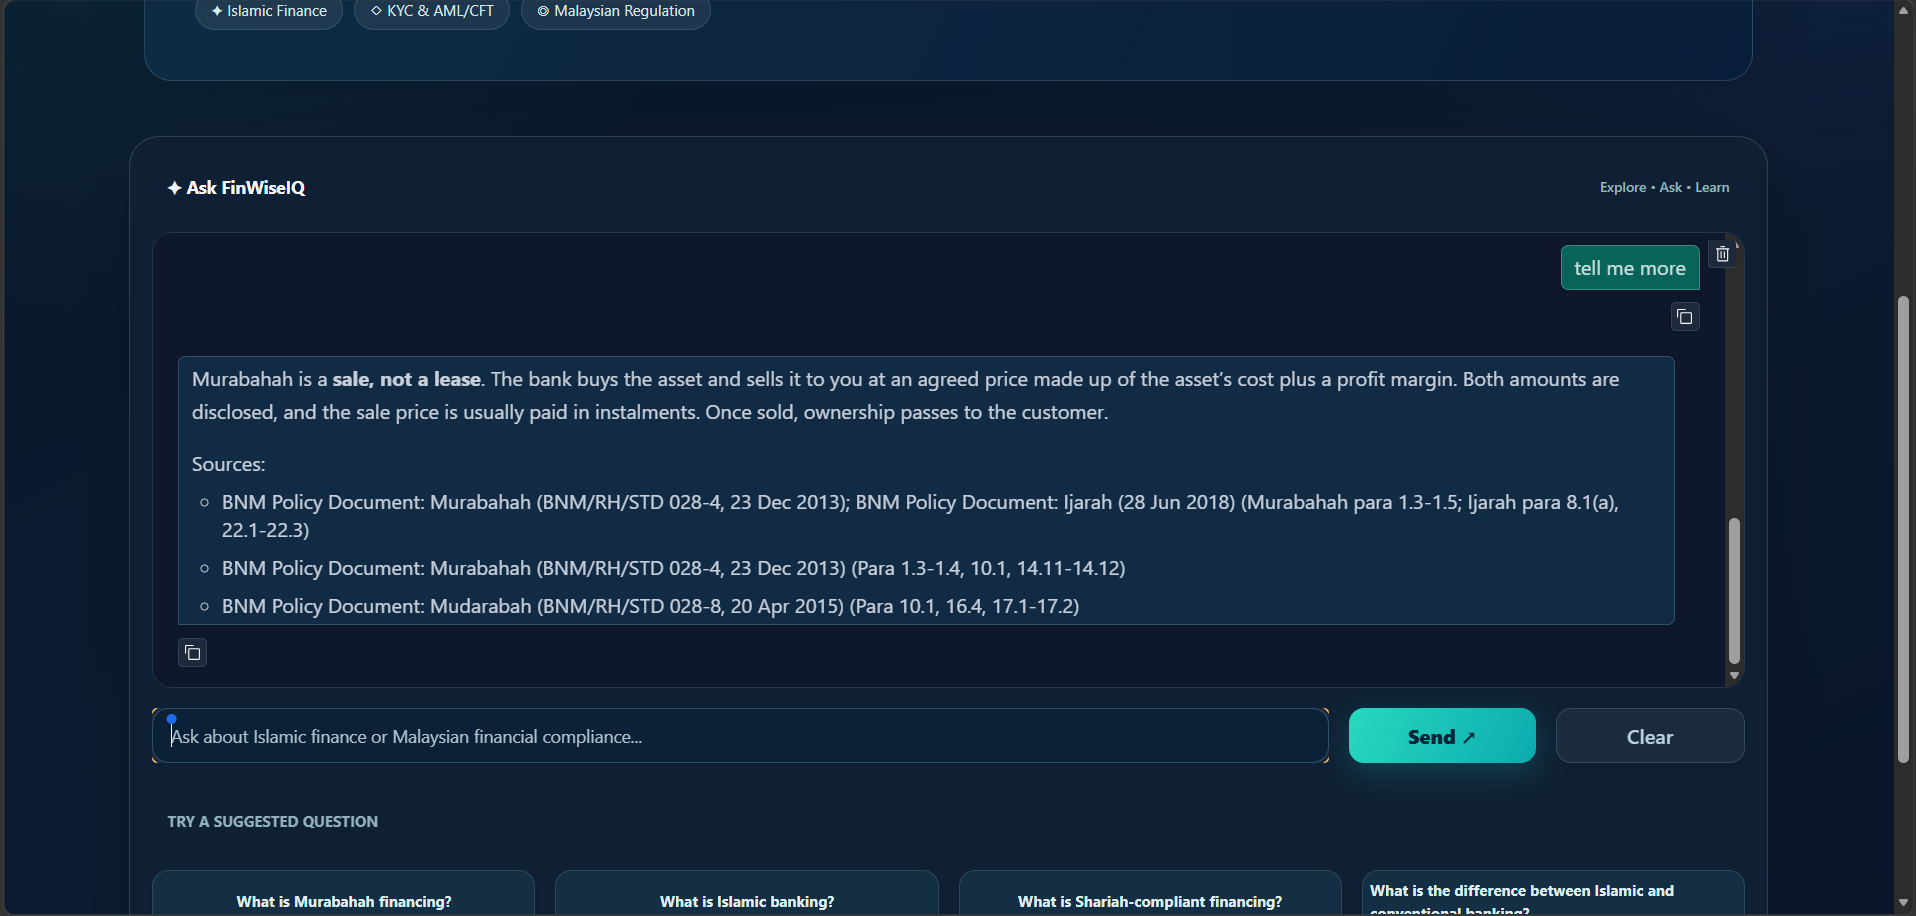 ✦ Islamic Finance
◇ KYC & AML/CFT
◎ Malaysian Regulation
✦ Ask FinWiseIQ
Explore • Ask • Learn
tell me more
Murabahah is a sale, not a lease. The bank buys the asset and sells it to you at an agreed price made up of the asset’s cost plus a profit margin. Both amounts are
disclosed, and the sale price is usually paid in instalments. Once sold, ownership passes to the customer.
Sources:
BNM Policy Document: Murabahah (BNM/RH/STD 028-4, 23 Dec 2013); BNM Policy Document: Ijarah (28 Jun 2018) (Murabahah para 1.3-1.5; Ijarah para 8.1(a),
22.1-22.3)
BNM Policy Document: Murabahah (BNM/RH/STD 028-4, 23 Dec 2013) (Para 1.3-1.4, 10.1, 14.11-14.12)
BNM Policy Document: Mudarabah (BNM/RH/STD 028-8, 20 Apr 2015) (Para 10.1, 16.4, 17.1-17.2)
Ask about Islamic finance or Malaysian financial compliance...
Send ↗
Clear
TRY A SUGGESTED QUESTION
What is Murabahah financing?
What is Islamic banking?
What is Shariah-compliant financing?
What is the difference between Islamic and
conventional banking?